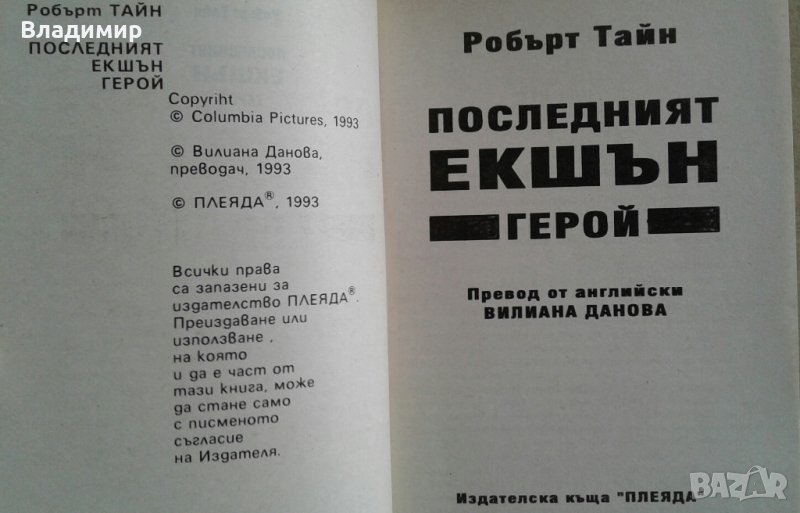 Владимир
Робърт ТАЙН
ПОСЛЕДНИЯТ
ЕКШЪН
ГЕРОЙ
Copyriht
© Columbia Pictures, 1993
© Вилиана Данова,
преводач, 1993
© ПЛЕЯДА®, 1993
Всички права
са запазени за
издателство ПЛЕЯДА®.
Преиздаване или
използване ,
на която
и да е част от
тази книга, може
да стане само
с писменото
съгласие
на Издателя.
Робърт Тайн
ПОСЛЕДНИЯТ
ЕКШЪН
ГЕРОЙ
Превод от английски
ВИЛИАНА ДАНОВА
Издателска къща "ПЛЕЯДА"
BAZAR